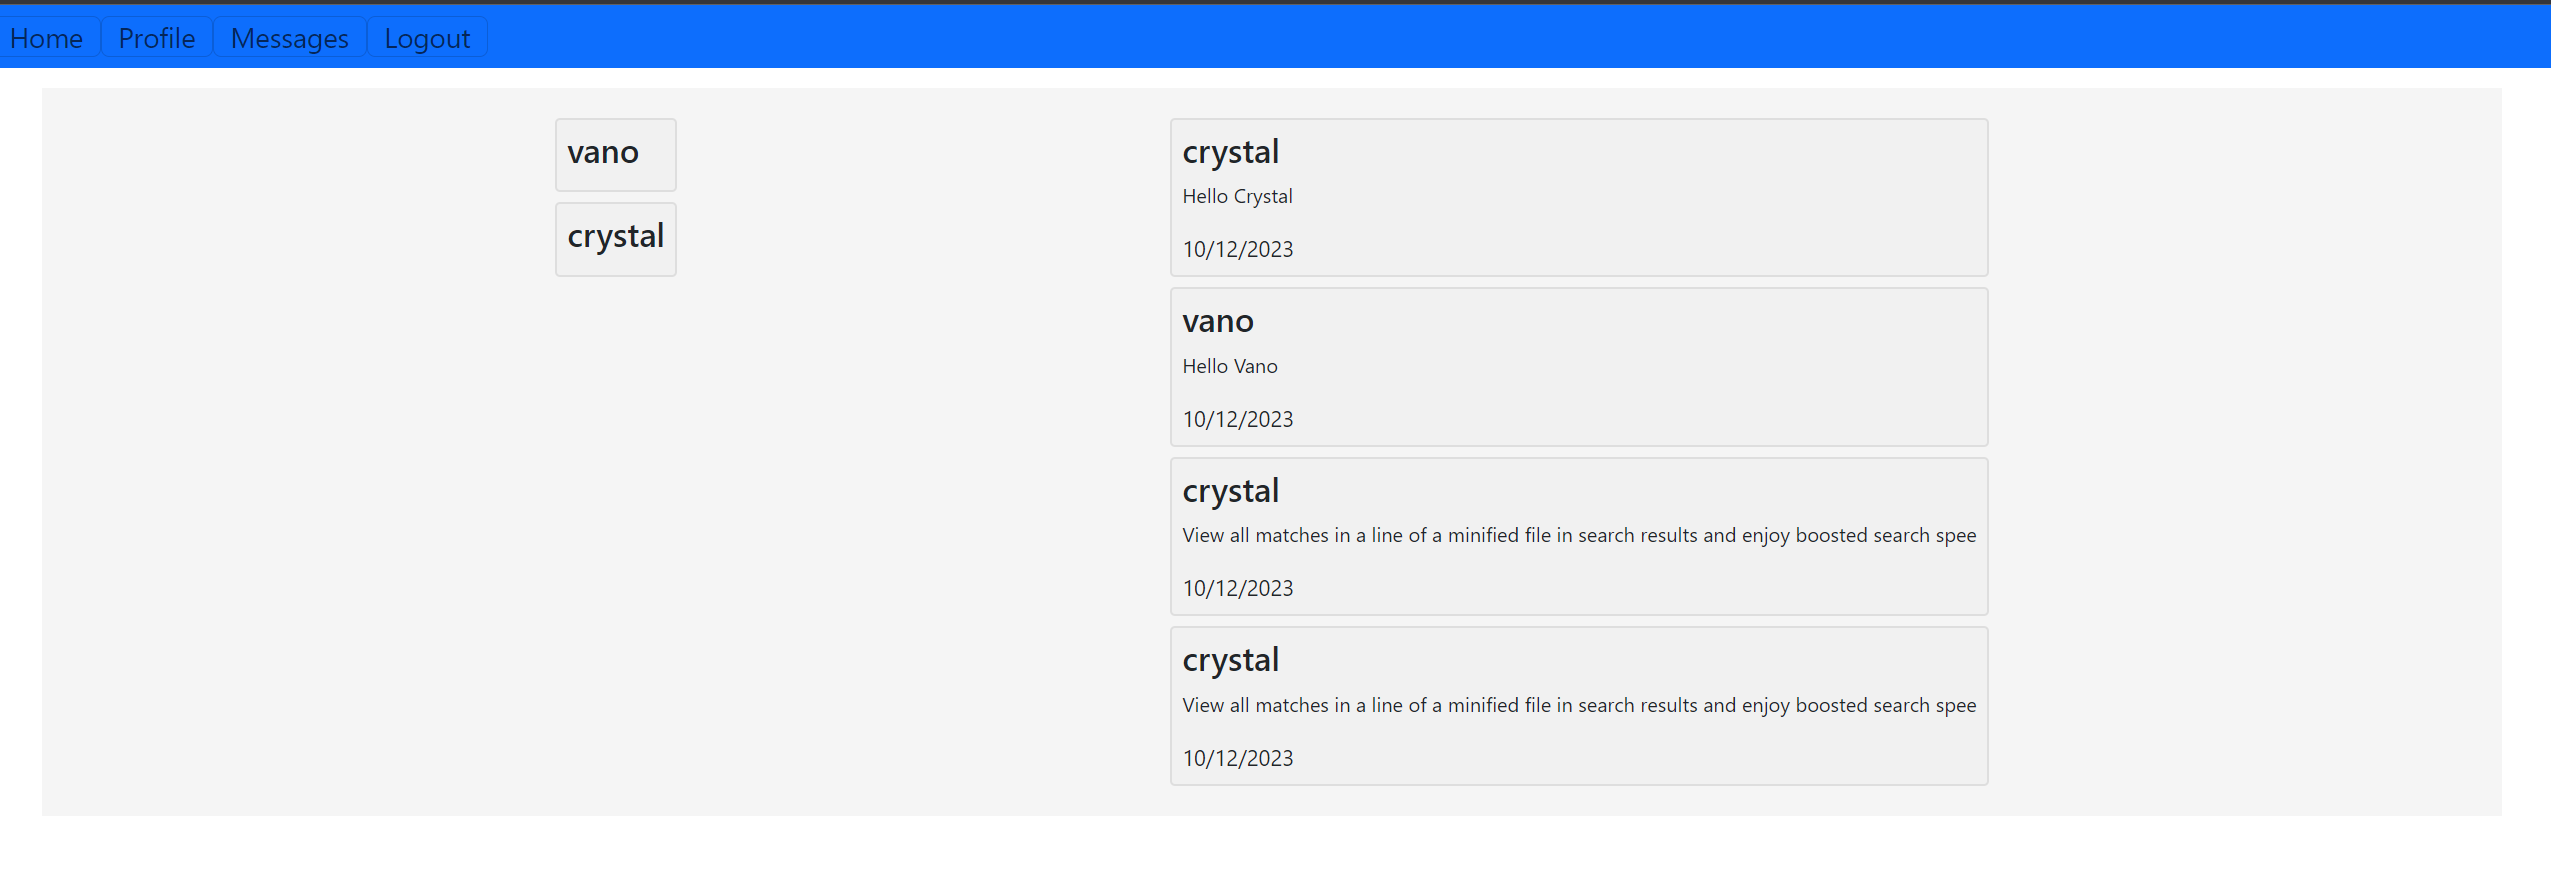 Home Profile Messages Logout
vano
crystal
crystal
Hello Crystal
10/12/2023
vano
Hello Vano
10/12/2023
crystal
View all matches in a line of a minified file in search results and enjoy boosted search spee
10/12/2023
crystal
View all matches in a line of a minified file in search results and enjoy boosted search spee
10/12/2023